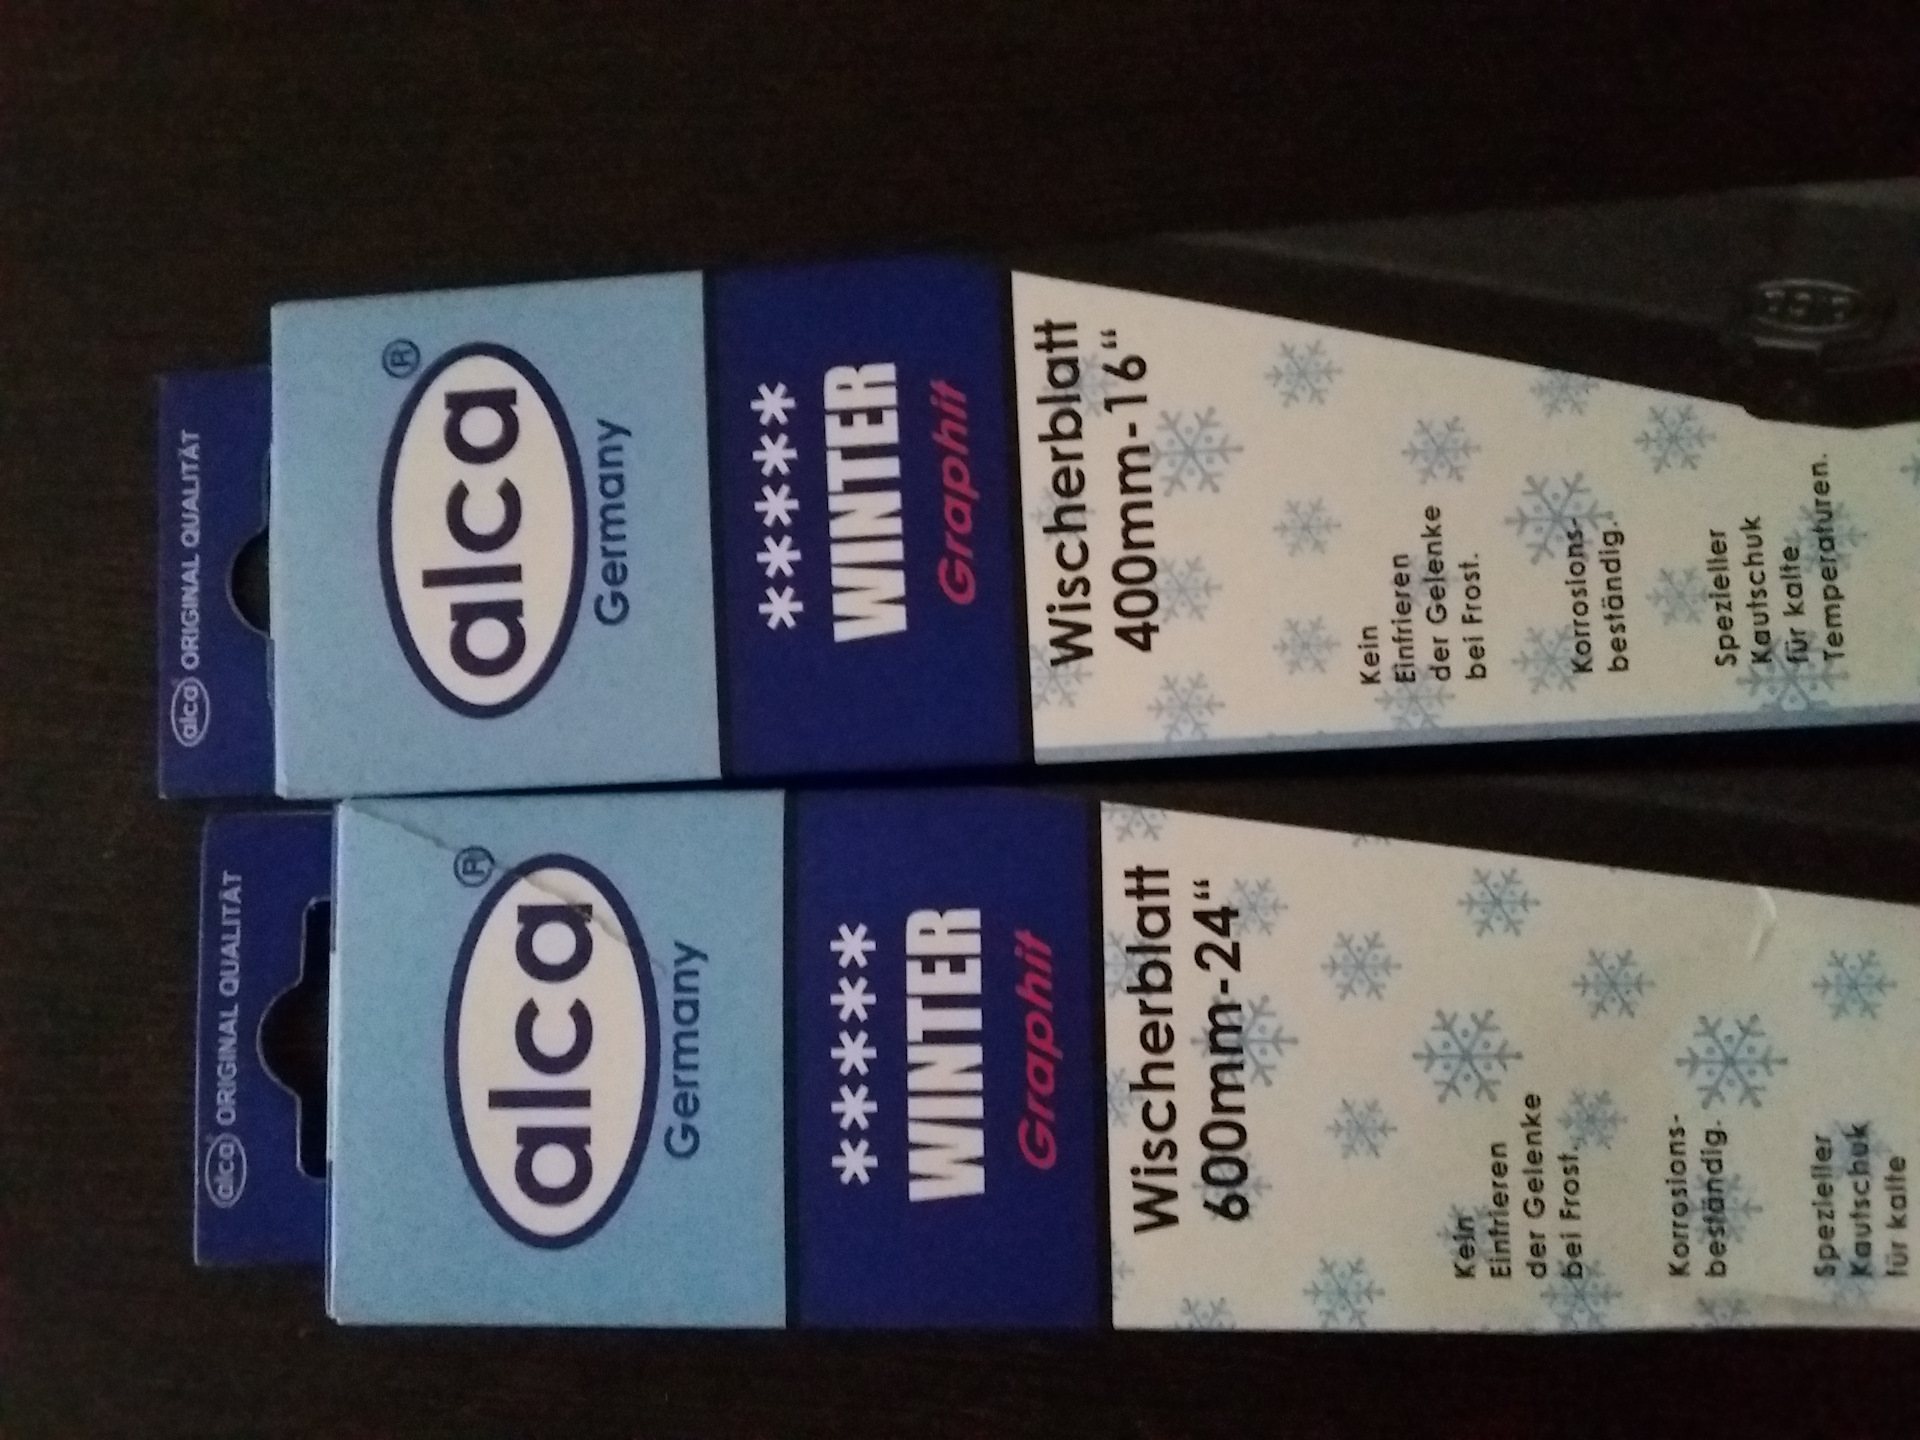 alca® ORIGINAL QUALITÄT
alca®
Germany
*****
WINTER
Graphit
Wischerblatt
600mm-24“
Kein
Einfrieren
der Gelenke
bei Frost.
Korrosions-
beständig.
Spezieller
Kautschuk
für kalte
alca® ORIGINAL QUALITÄT
alca®
Germany
*****
WINTER
Graphit
Wischerblatt
400mm-16“
Kein
Einfrieren
der Gelenke
bei Frost.
Korrosions-
beständig.
Spezieller
Kautschuk
für kalte
Temperaturen.